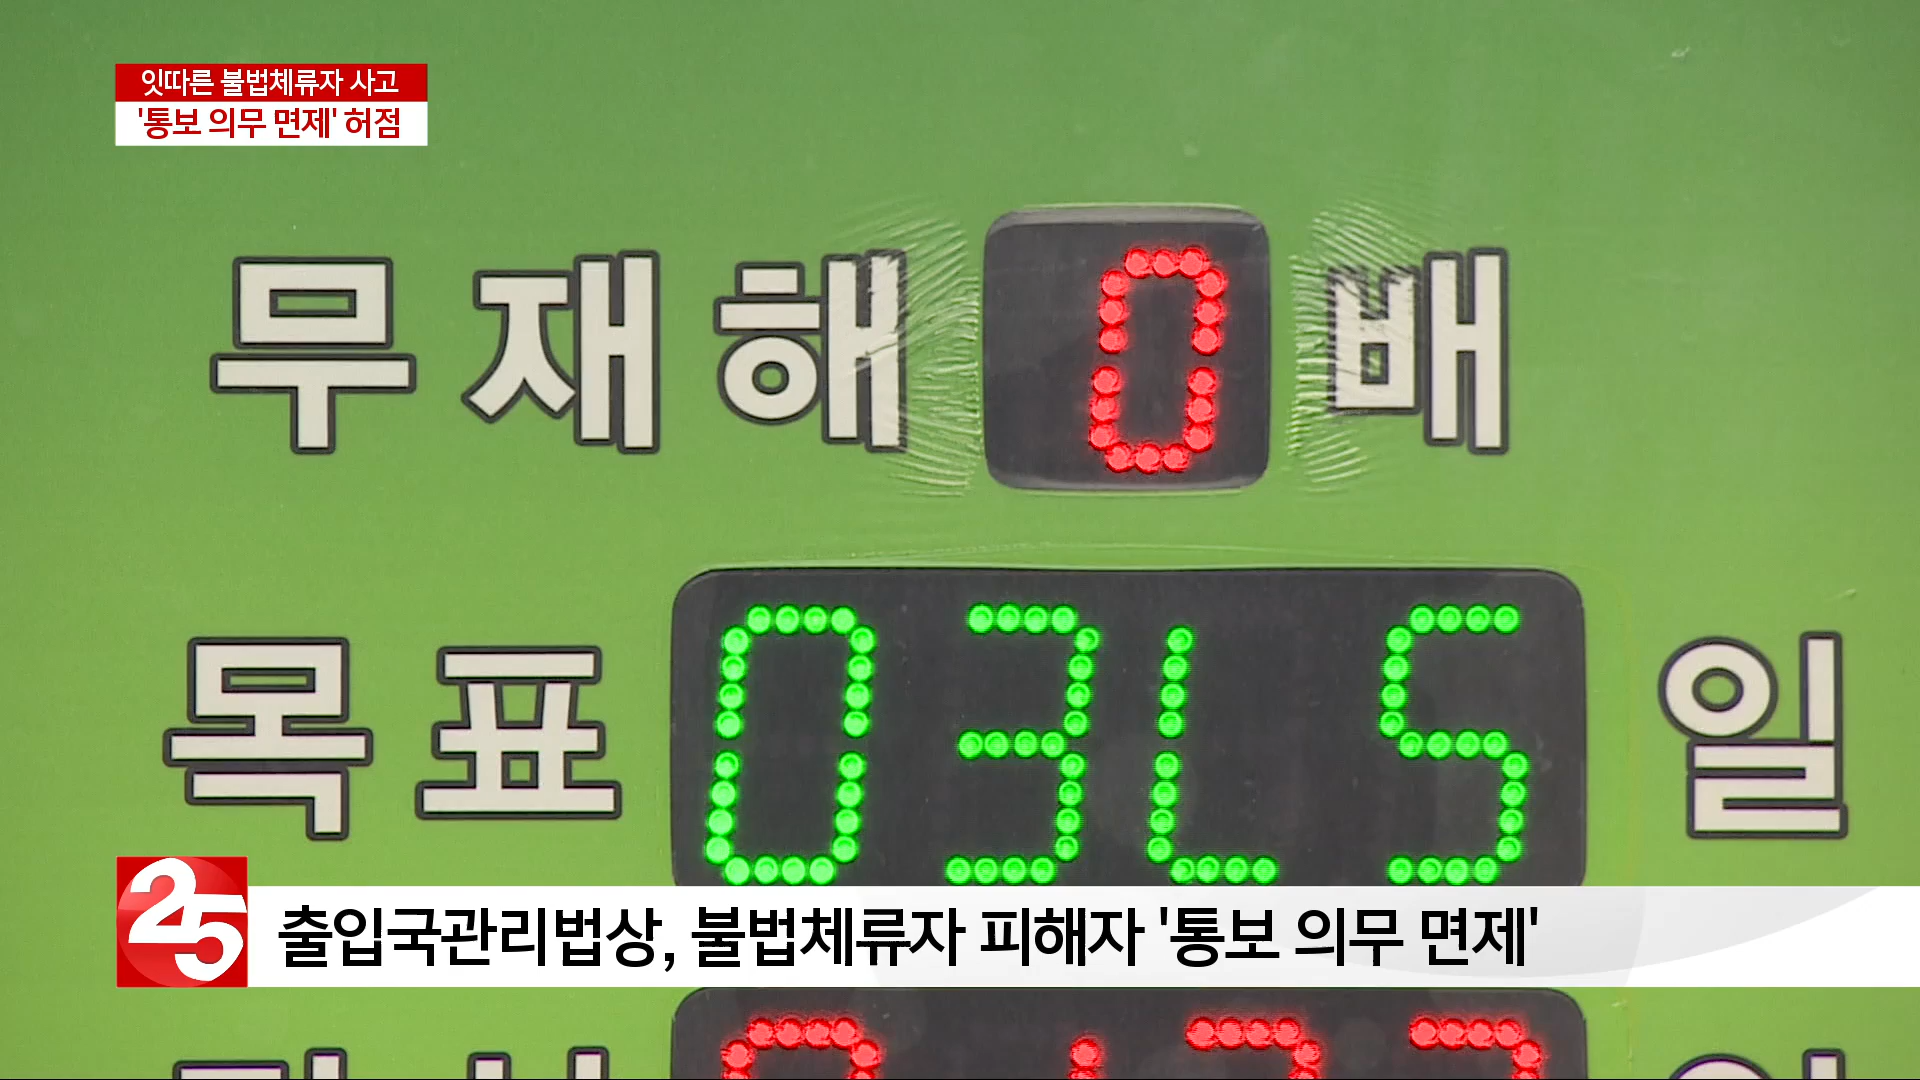 잇따른 불법체류자 사고
'통보 의무 면제' 허점
무재해 0 배
목표 03L5 일
25 출입국관리법상, 불법체류자 피해자 '통보 의무 면제'